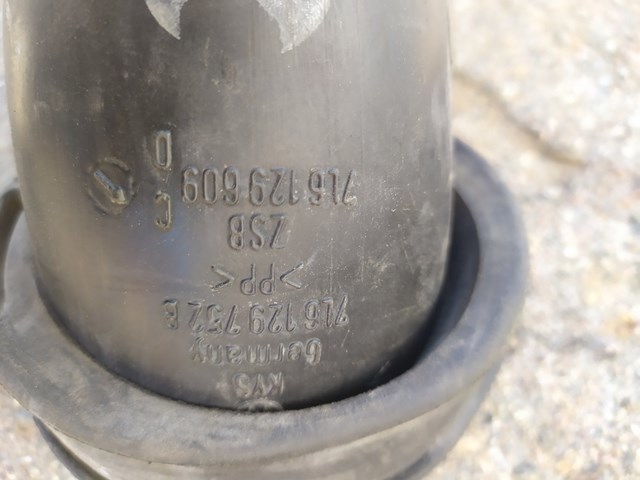 Germany
7L6 129 752 B
>PP<
ZSB
7L6 129 609
C
D